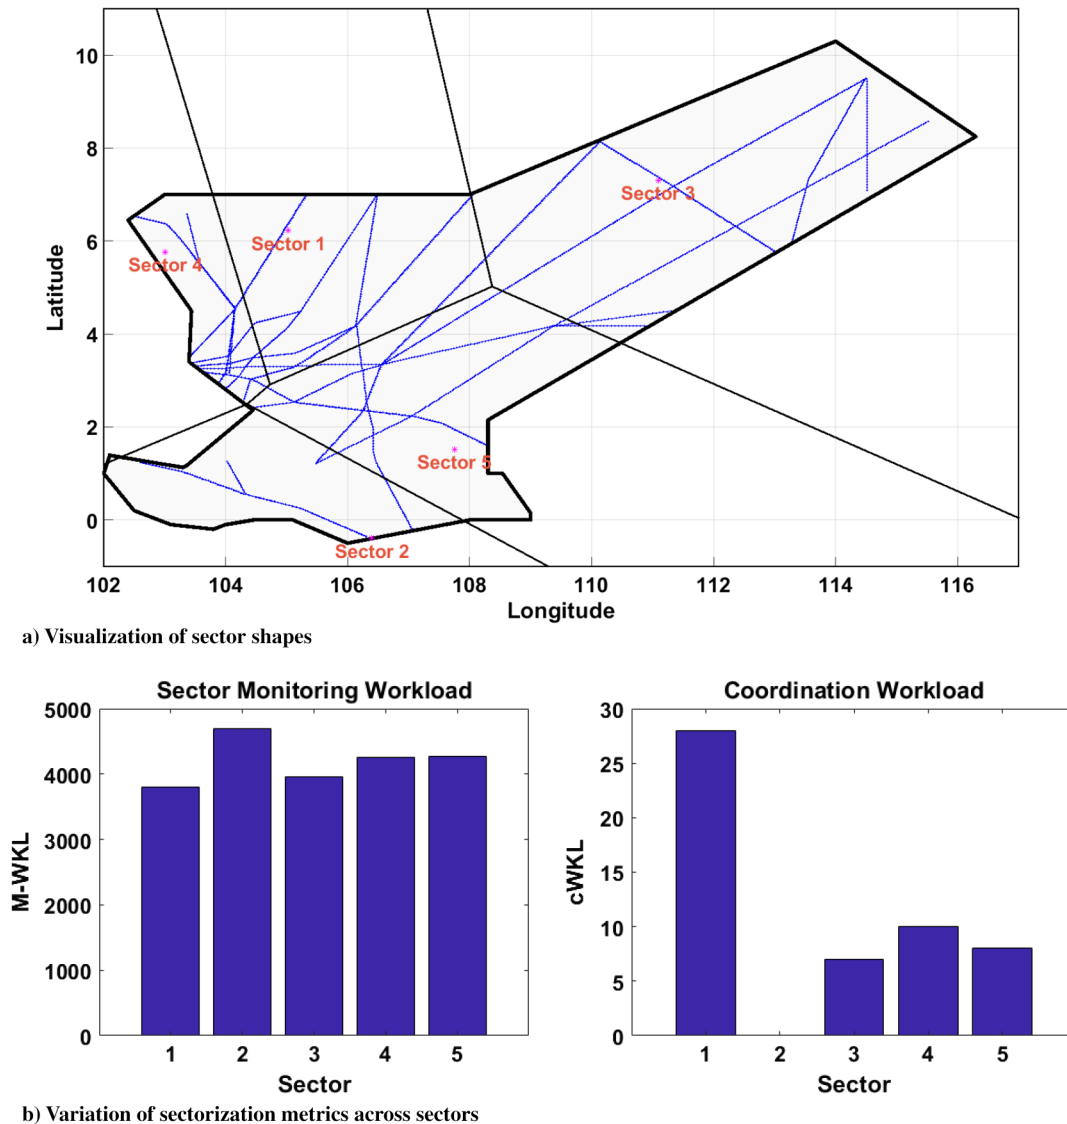 10
8
6
4
2
0
Latitude
Sector 1
Sector 4
Sector 3
Sector 5
Sector 2
102 104 106 108 110 112 114 116
Longitude
a) Visualization of sector shapes
Sector Monitoring Workload
5000
4000
3000
2000
1000
0
M-WKL
1 2 3 4 5
Sector
Coordination Workload
30
25
20
15
10
5
0
cWKL
1 2 3 4 5
Sector
b) Variation of sectorization metrics across sectors